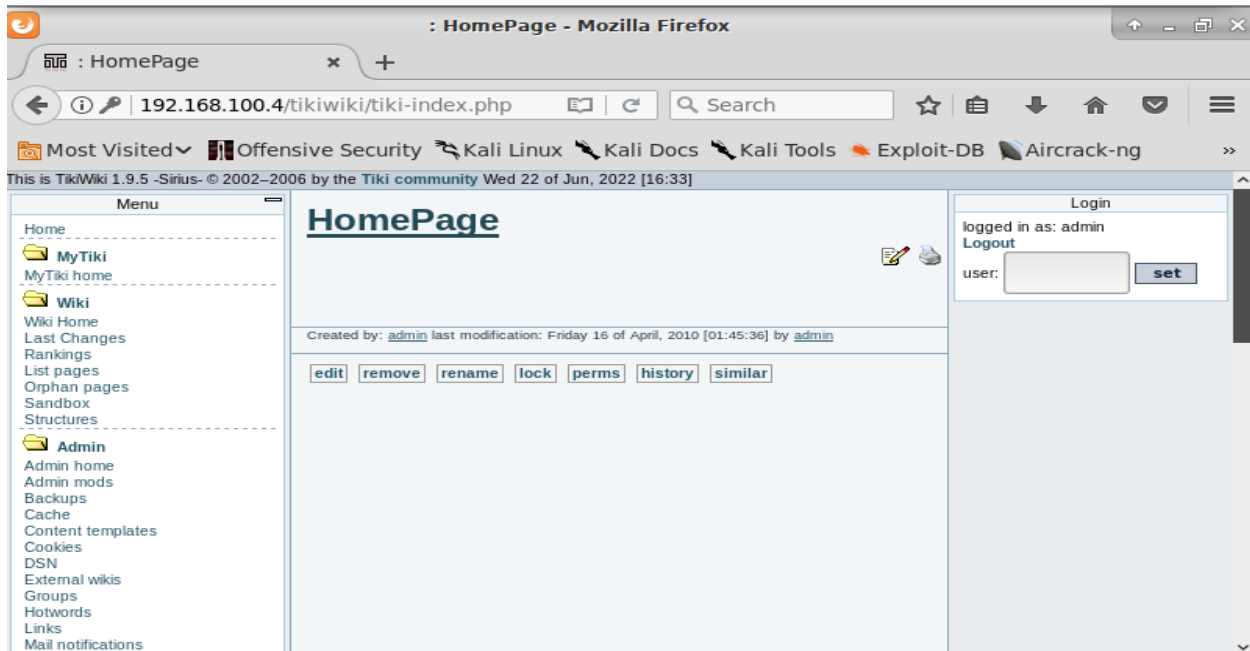 : HomePage - Mozilla Firefox
: HomePage
192.168.100.4/tikiwiki/tiki-index.php
Search
Most Visited Offensive Security Kali Linux Kali Docs Kali Tools Exploit-DB Aircrack-ng »
This is TikiWiki 1.9.5 -Sirius- © 2002–2006 by the Tiki community Wed 22 of Jun, 2022 [16:33]
Menu
Home
MyTiki
MyTiki home
Wiki
Wiki Home
Last Changes
Rankings
List pages
Orphan pages
Sandbox
Structures
Admin
Admin home
Admin mods
Backups
Cache
Content templates
Cookies
DSN
External wikis
Groups
Hotwords
Links
Mail notifications
HomePage
Created by: admin last modification: Friday 16 of April, 2010 [01:45:36] by admin
edit remove rename lock perms history similar
Login
logged in as: admin
Logout
user: set